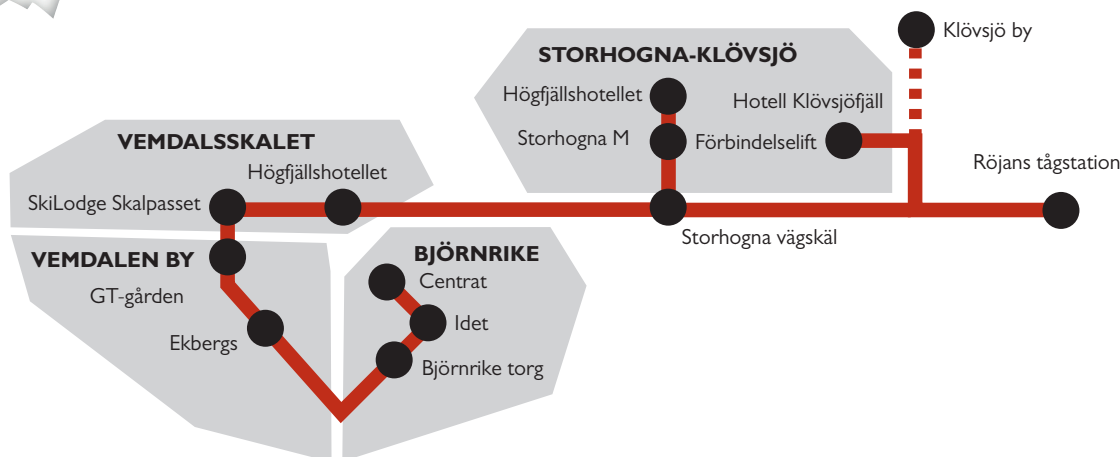 Klövsjö by
STORHOGNA-KLÖVSJÖ
Högfjällshotellet
Hotell Klövsjöfjäll
Storhogna M
Förbindelselift
Röjans tågstation
VEMDALSSKALET
Högfjällshotellet
SkiLodge Skalpasset
Storhogna vägskäl
VEMDALEN BY
GT-gården
Ekbergs
BJÖRNRIKE
Centrat
Idet
Björnrike torg